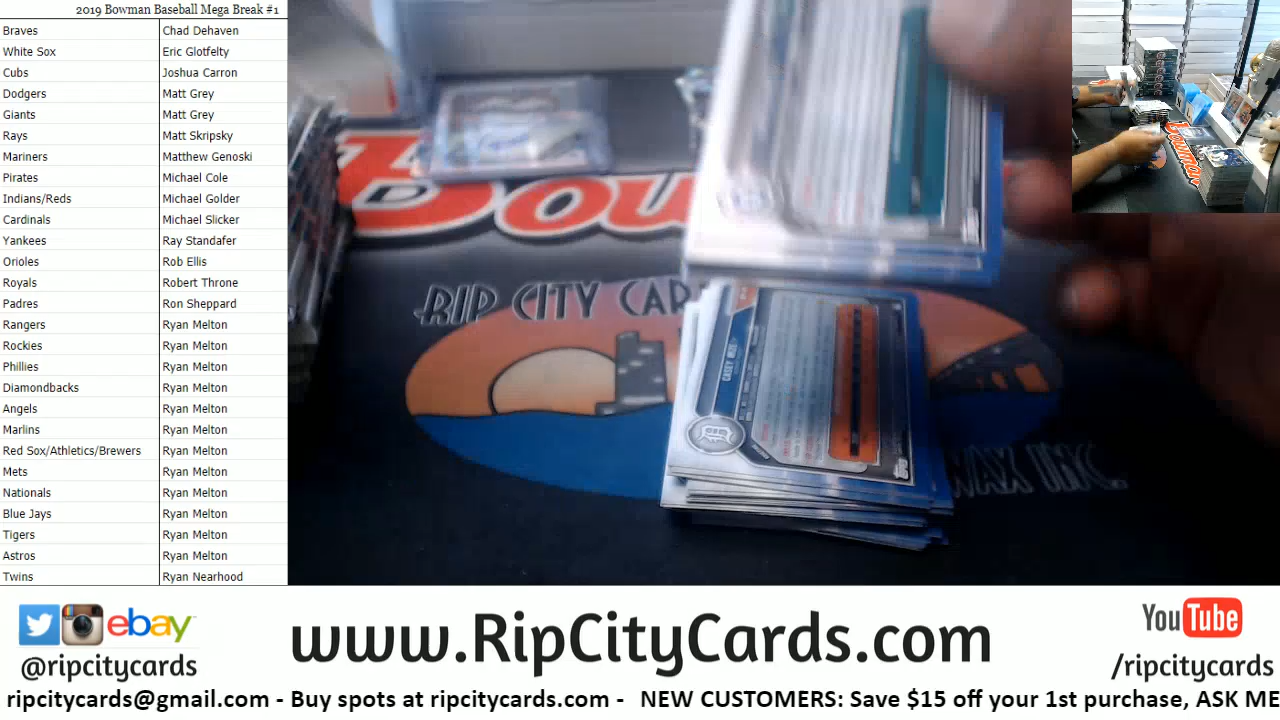 2019 Bowman Baseball Mega Break #1
Braves Chad Dehaven
White Sox Eric Glotfelty
Cubs Joshua Carron
Dodgers Matt Grey
Giants Matt Grey
Rays Matt Skripsky
Mariners Matthew Genoski
Pirates Michael Cole
Indians/Reds Michael Golder
Cardinals Michael Slicker
Yankees Ray Standafer
Orioles Rob Ellis
Royals Robert Throne
Padres Ron Sheppard
Rangers Ryan Melton
Rockies Ryan Melton
Phillies Ryan Melton
Diamondbacks Ryan Melton
Angels Ryan Melton
Marlins Ryan Melton
Red Sox/Athletics/Brewers Ryan Melton
Mets Ryan Melton
Nationals Ryan Melton
Blue Jays Ryan Melton
Tigers Ryan Melton
Astros Ryan Melton
Twins Ryan Nearhood
Bou
RIP CITY CAR
WAX INC.
CASEY MIZE
Bowman
ebay
@ripcitycards
www.RipCityCards.com
YouTube
/ripcitycards
ripcitycards@gmail.com - Buy spots at ripcitycards.com - NEW CUSTOMERS: Save $15 off your 1st purchase, ASK ME